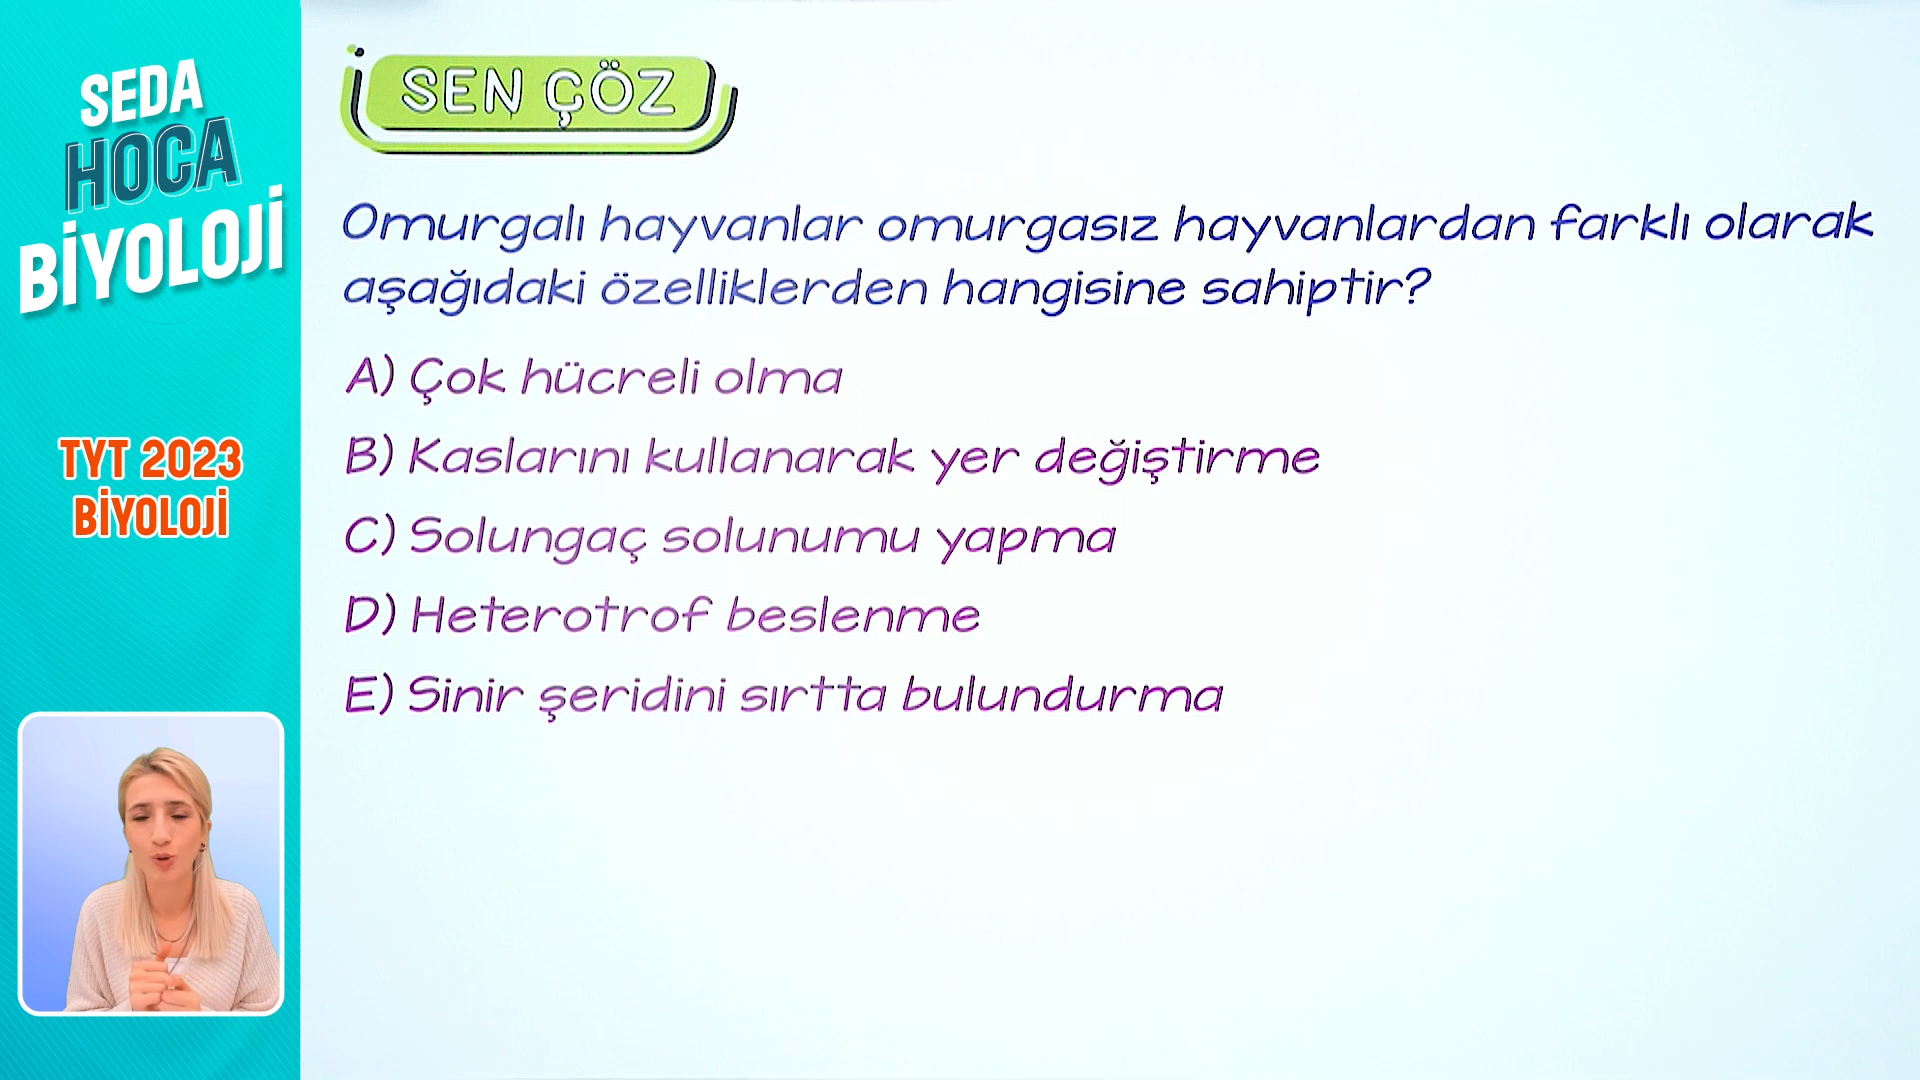 SEDA
HOCA
BİYOLOJİ
TYT 2023
BİYOLOJİ
SEN ÇÖZ
Omurgalı hayvanlar omurgasız hayvanlardan farklı olarak
aşağıdaki özelliklerden hangisine sahiptir?
A) Çok hücreli olma
B) Kaslarını kullanarak yer değiştirme
C) Solungaç solunumu yapma
D) Heterotrof beslenme
E) Sinir şeridini sırtta bulundurma